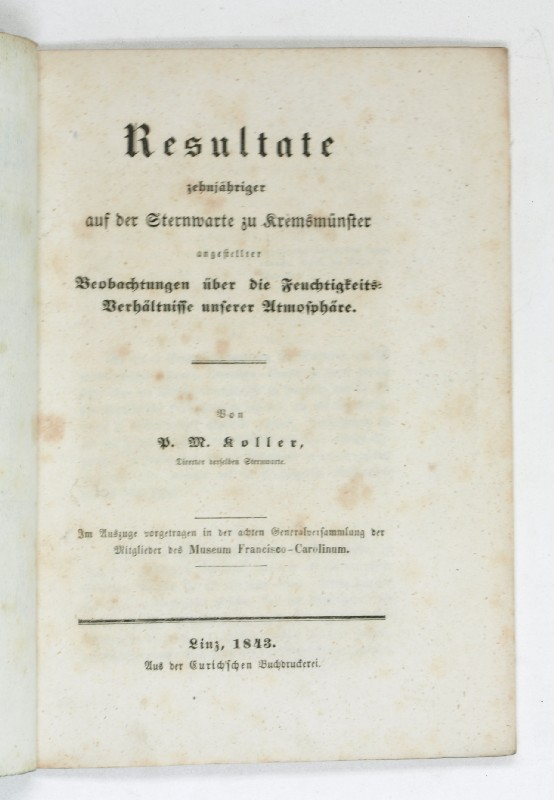 Resultate
zehnjähriger
auf der Sternwarte zu Kremsmünster
angestellter
Beobachtungen über die Feuchtigkeits-
Verhältnisse unserer Atmosphäre.
Von
P. M. Koller,
Director derselben Sternwarte.
Im Auszuge vorgetragen in der achten Generalversammlung der
Mitglieder des Museum Francisco-Carolinum.
Linz, 1843.
Aus der Eurich'schen Buchdruckerei.